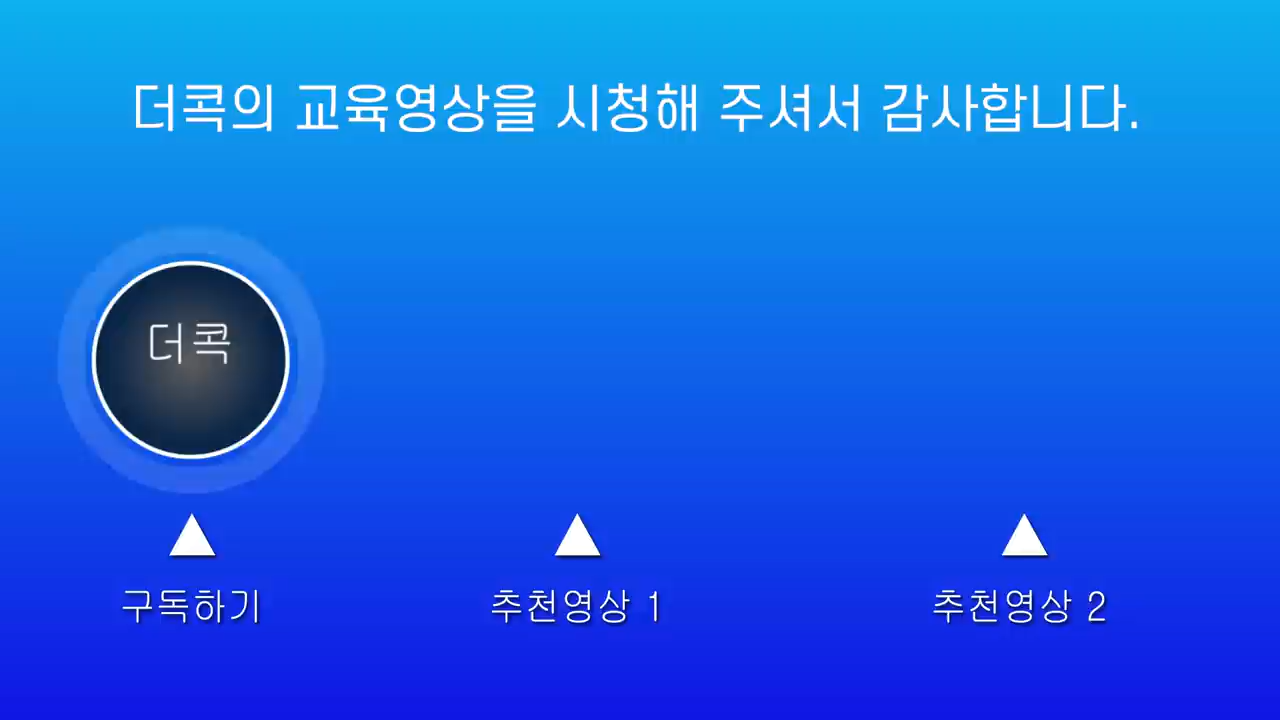 더콕의 교육영상을 시청해 주셔서 감사합니다.
더콕
구독하기
추천영상 1
추천영상 2